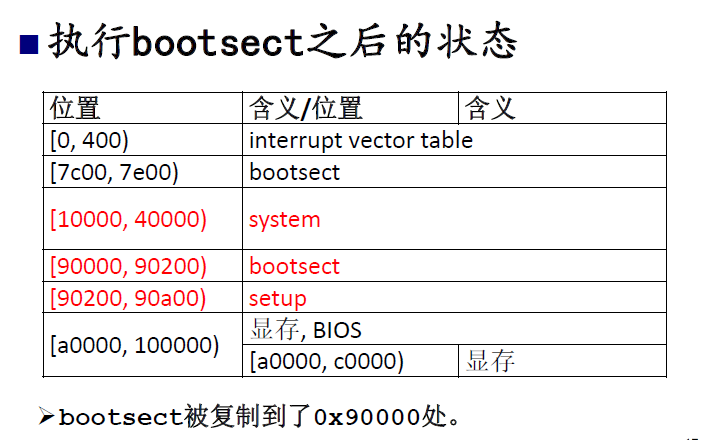 执行bootsect之后的状态
位置 含义/位置 含义
[0, 400) interrupt vector table
[7c00, 7e00) bootsect
[10000, 40000) system
[90000, 90200) bootsect
[90200, 90a00) setup
[a0000, 100000) 显存, BIOS
[a0000, c0000) 显存
bootsect被复制到了0x90000处。